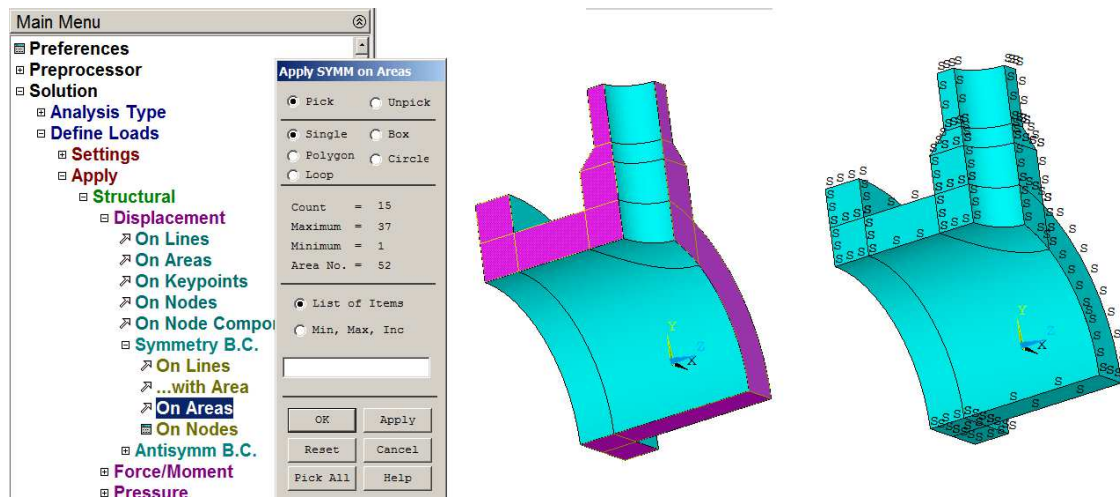 Main Menu
Preferences
Preprocessor
Solution
Analysis Type
Define Loads
Settings
Apply
Structural
Displacement
On Lines
On Areas
On Keypoints
On Nodes
On Node Compo
Symmetry B.C.
On Lines
...with Area
On Areas
On Nodes
Antisymm B.C.
Force/Moment
Pressure
Apply SYMM on Areas
Pick Unpick
Single Box
Polygon Circle
Loop
Count = 15
Maximum = 37
Minimum = 1
Area No. = 52
List of Items
Min, Max, Inc
OK Apply
Reset Cancel
Pick All Help
Y
Z
X
Y
Z
X